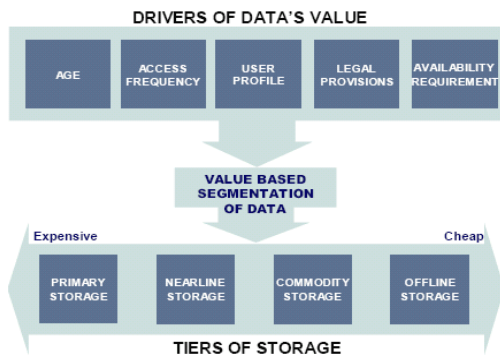 DRIVERS OF DATA'S VALUE
AGE
ACCESS
FREQUENCY
USER
PROFILE
LEGAL
PROVISIONS
AVAILABILITY
REQUIREMENT
VALUE BASED
SEGMENTATION
OF DATA
Expensive
Cheap
PRIMARY
STORAGE
NEARLINE
STORAGE
COMMODITY
STORAGE
OFFLINE
STORAGE
TIERS OF STORAGE